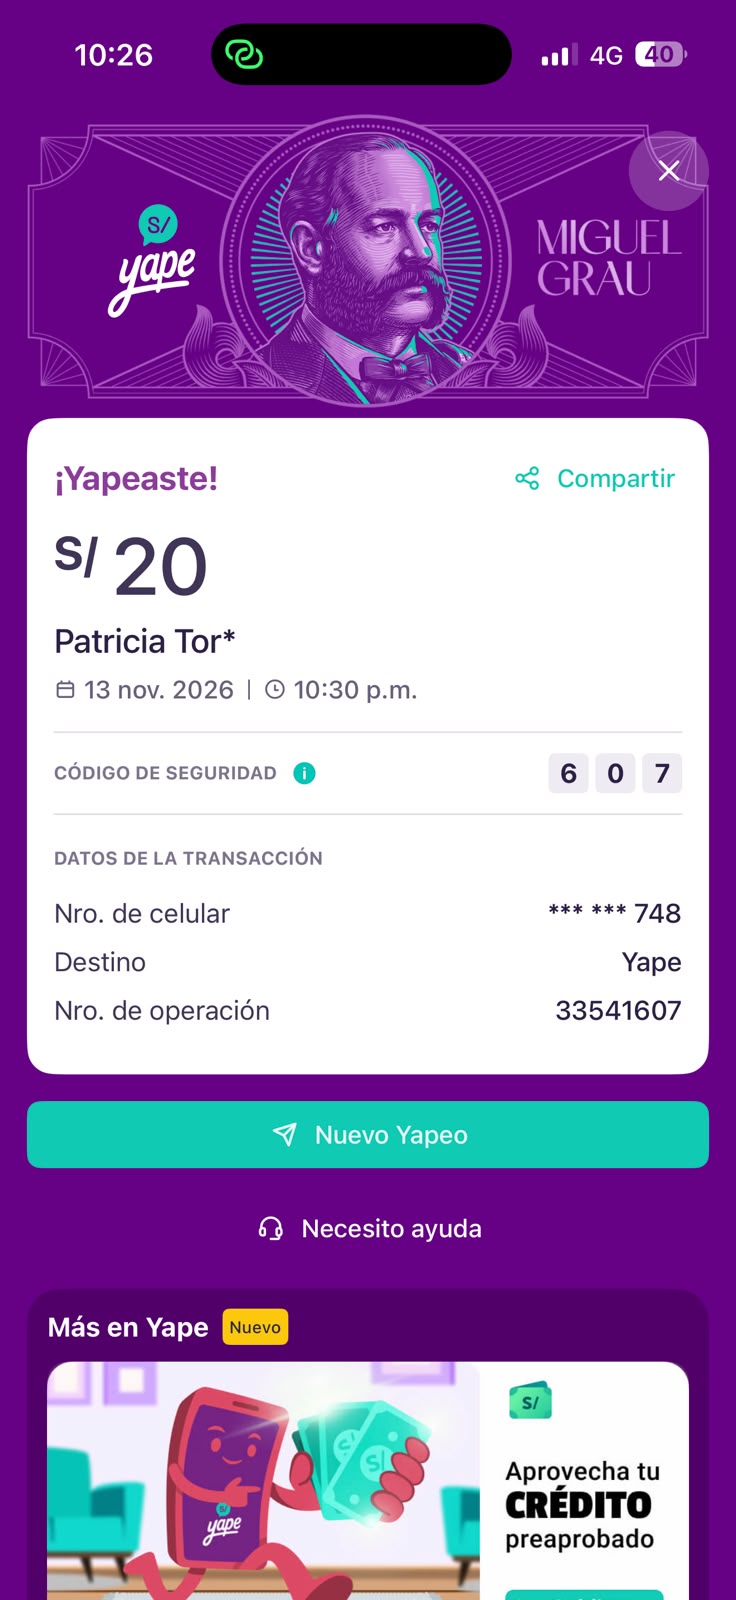 10:26
4G
40
S/
yape
MIGUEL
GRAU
¡Yapeaste!
Compartir
S/ 20
Patricia Tor*
13 nov. 2026 | 10:30 p.m.
CÓDIGO DE SEGURIDAD
6 0 7
DATOS DE LA TRANSACCIÓN
Nro. de celular *** *** 748
Destino Yape
Nro. de operación 33541607
Nuevo Yapeo
Necesito ayuda
Más en Yape Nuevo
S/
Aprovecha tu
CRÉDITO
preaprobado
S/
S/
yape